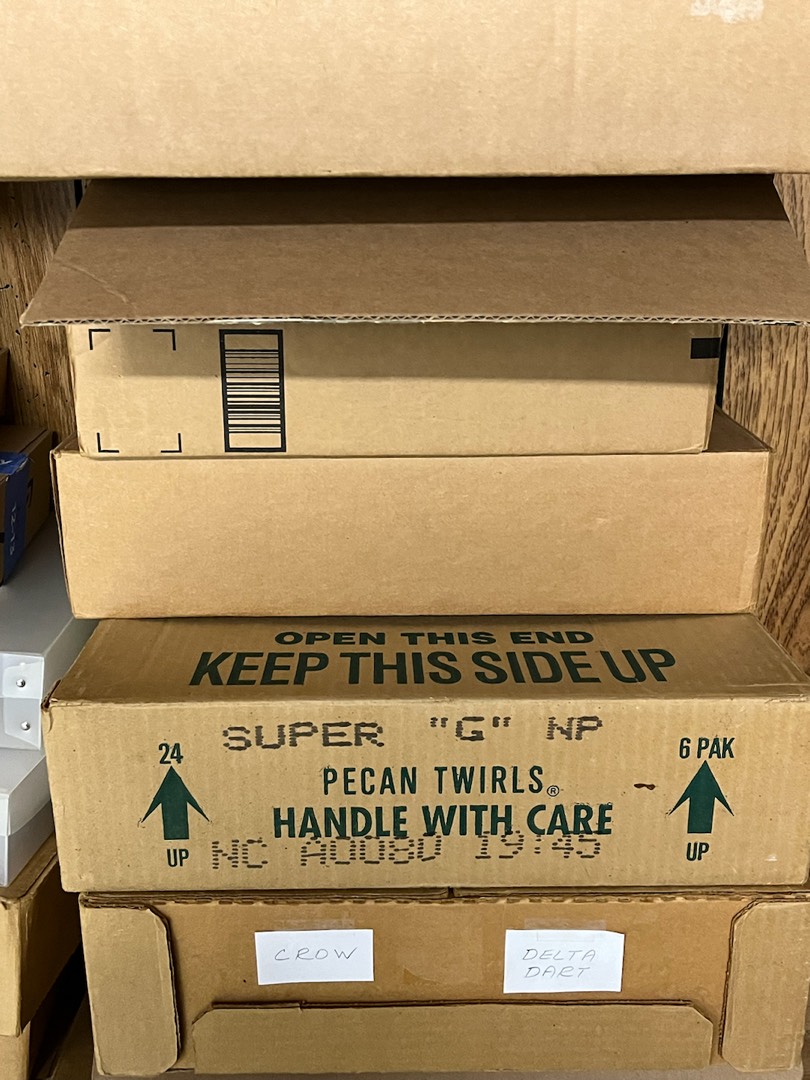 OPEN THIS END
KEEP THIS SIDE UP
SUPER "G" NP
24
6 PAK
PECAN TWIRLS®
HANDLE WITH CARE
UP
UP
NC A0080 19:45
CROW
DELTA
DART